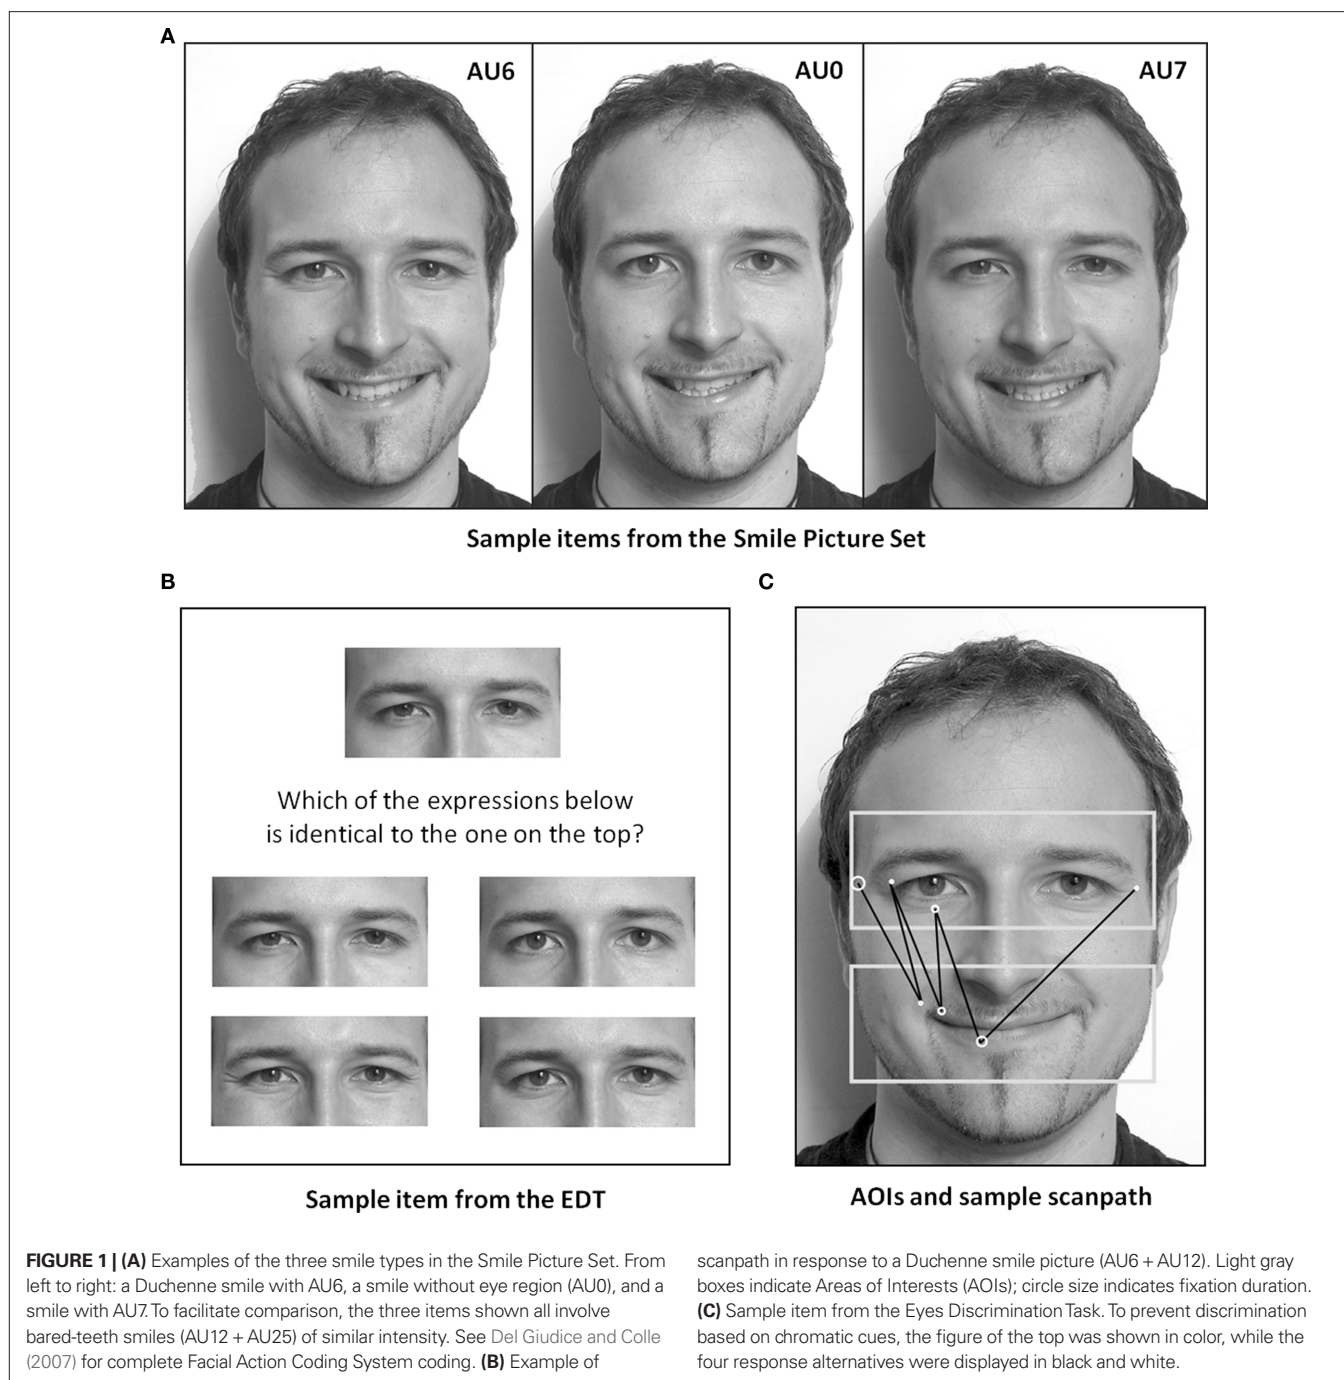 A
AU6
AU0
AU7
Sample items from the Smile Picture Set
B
Which of the expressions below
is identical to the one on the top?
Sample item from the EDT
C
AOIs and sample scanpath
FIGURE 1 | (A) Examples of the three smile types in the Smile Picture Set. From
left to right: a Duchenne smile with AU6, a smile without eye region (AU0), and a
smile with AU7. To facilitate comparison, the three items shown all involve
bared-teeth smiles (AU12 + AU25) of similar intensity. See Del Giudice and Colle
(2007) for complete Facial Action Coding System coding. (B) Example of
scanpath in response to a Duchenne smile picture (AU6 + AU12). Light gray
boxes indicate Areas of Interests (AOIs); circle size indicates fixation duration.
(C) Sample item from the Eyes Discrimination Task. To prevent discrimination
based on chromatic cues, the figure of the top was shown in color, while the
four response alternatives were displayed in black and white.